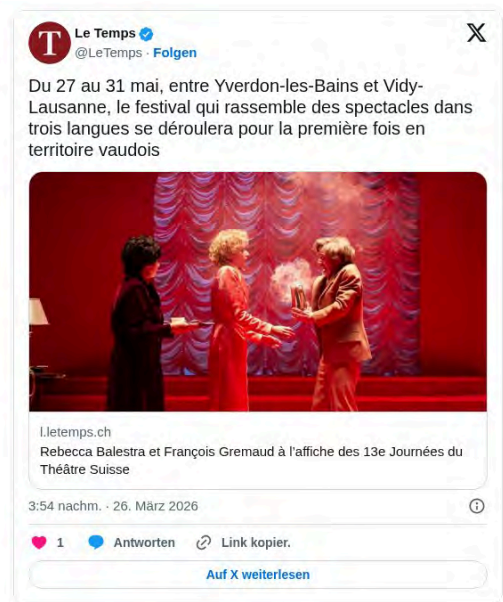 T
Le Temps
@LeTemps · Folgen
X
Du 27 au 31 mai, entre Yverdon-les-Bains et Vidy-
Lausanne, le festival qui rassemble des spectacles dans
trois langues se déroulera pour la première fois en
territoire vaudois
l.letemps.ch
Rebecca Balestra et François Gremaud à l'affiche des 13e Journées du
Théâtre Suisse
3:54 nachm. · 26. März 2026
1 Antworten Link kopier.
Auf X weiterlesen